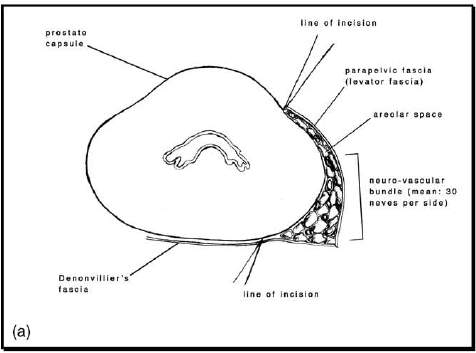 line of incision
prostate
capsule
parapelvic fascia
(levator fascia)
areolar space
neuro-vascular
bundle (mean: 30
neves per side)
Denonvillier's
fascia
line of incision
(a)